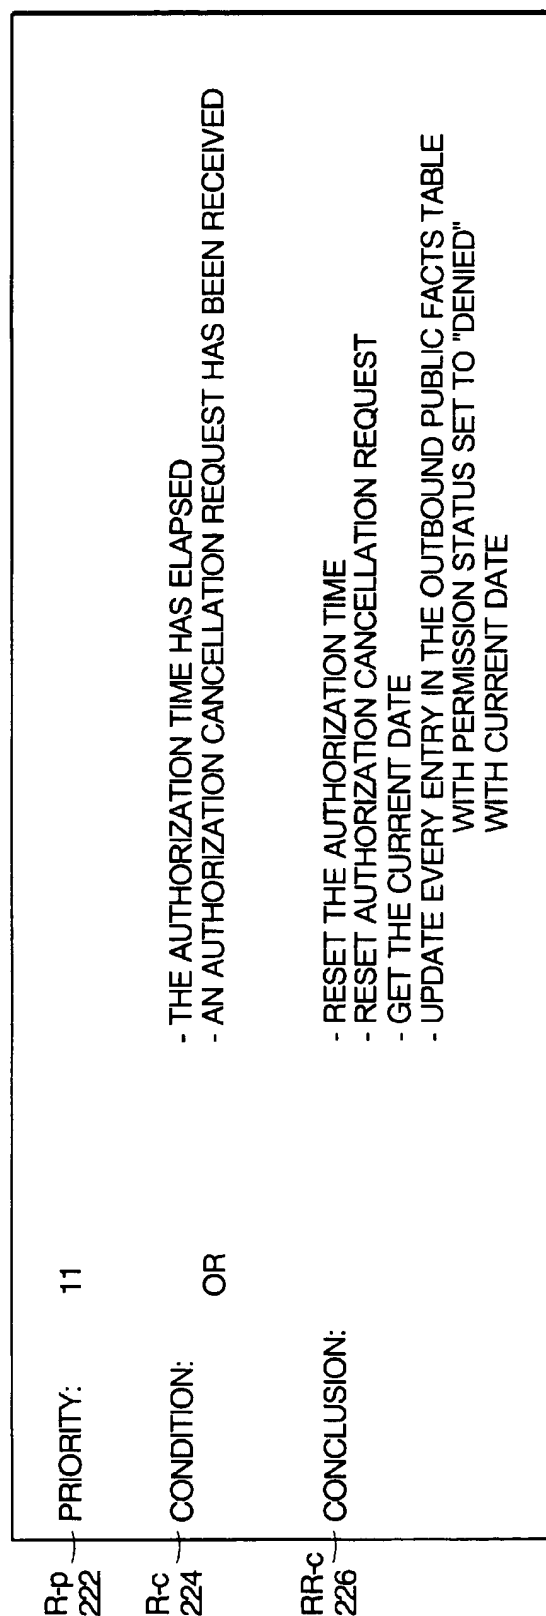 R-p
222
PRIORITY: 11
R-c
224
CONDITION:
- THE AUTHORIZATION TIME HAS ELAPSED
OR - AN AUTHORIZATION CANCELLATION REQUEST HAS BEEN RECEIVED
RR-c
226
CONCLUSION:
- RESET THE AUTHORIZATION TIME
- RESET AUTHORIZATION CANCELLATION REQUEST
- GET THE CURRENT DATE
- UPDATE EVERY ENTRY IN THE OUTBOUND PUBLIC FACTS TABLE
WITH PERMISSION STATUS SET TO "DENIED"
WITH CURRENT DATE